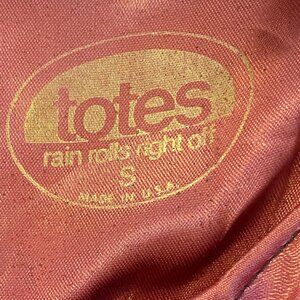 totes
rain rolls right off
S
MADE IN U.S.A.